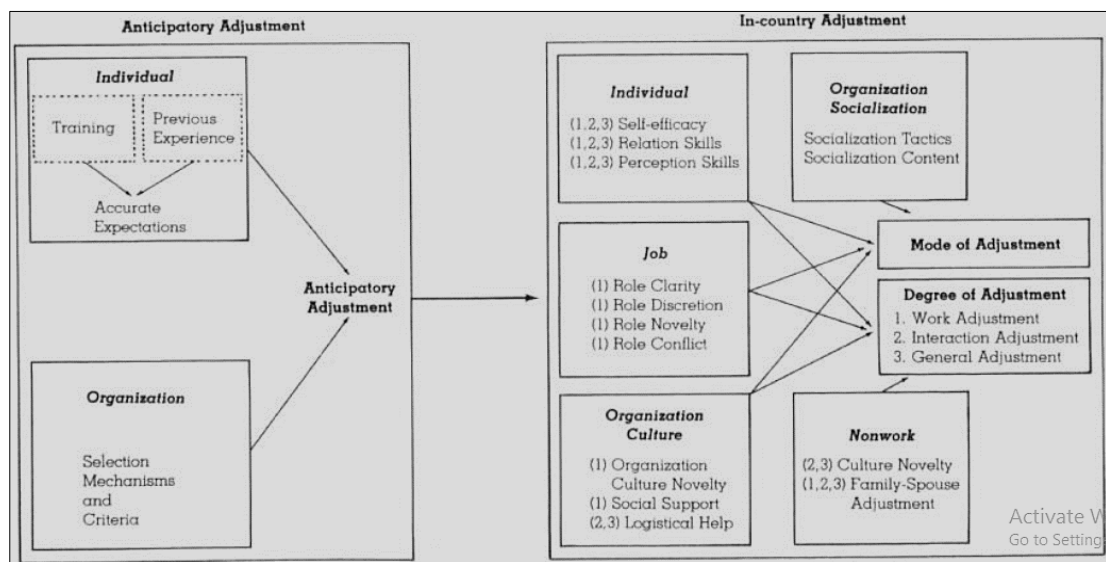 Anticipatory Adjustment
Individual
Training
Previous
Experience
Accurate
Expectations
Anticipatory
Adjustment
Organization
Selection
Mechanisms
and
Criteria
In-country Adjustment
Individual
(1,2,3) Self-efficacy
(1,2,3) Relation Skills
(1,2,3) Perception Skills
Organization
Socialization
Socialization Tactics
Socialization Content
Job
(1) Role Clarity
(1) Role Discretion
(1) Role Novelty
(1) Role Conflict
Mode of Adjustment
Degree of Adjustment
1. Work Adjustment
2. Interaction Adjustment
3. General Adjustment
Organization
Culture
(1) Organization
Culture Novelty
(1) Social Support
(2,3) Logistical Help
Nonwork
(2,3) Culture Novelty
(1,2,3) Family-Spouse
Adjustment
Activate W
Go to Setting